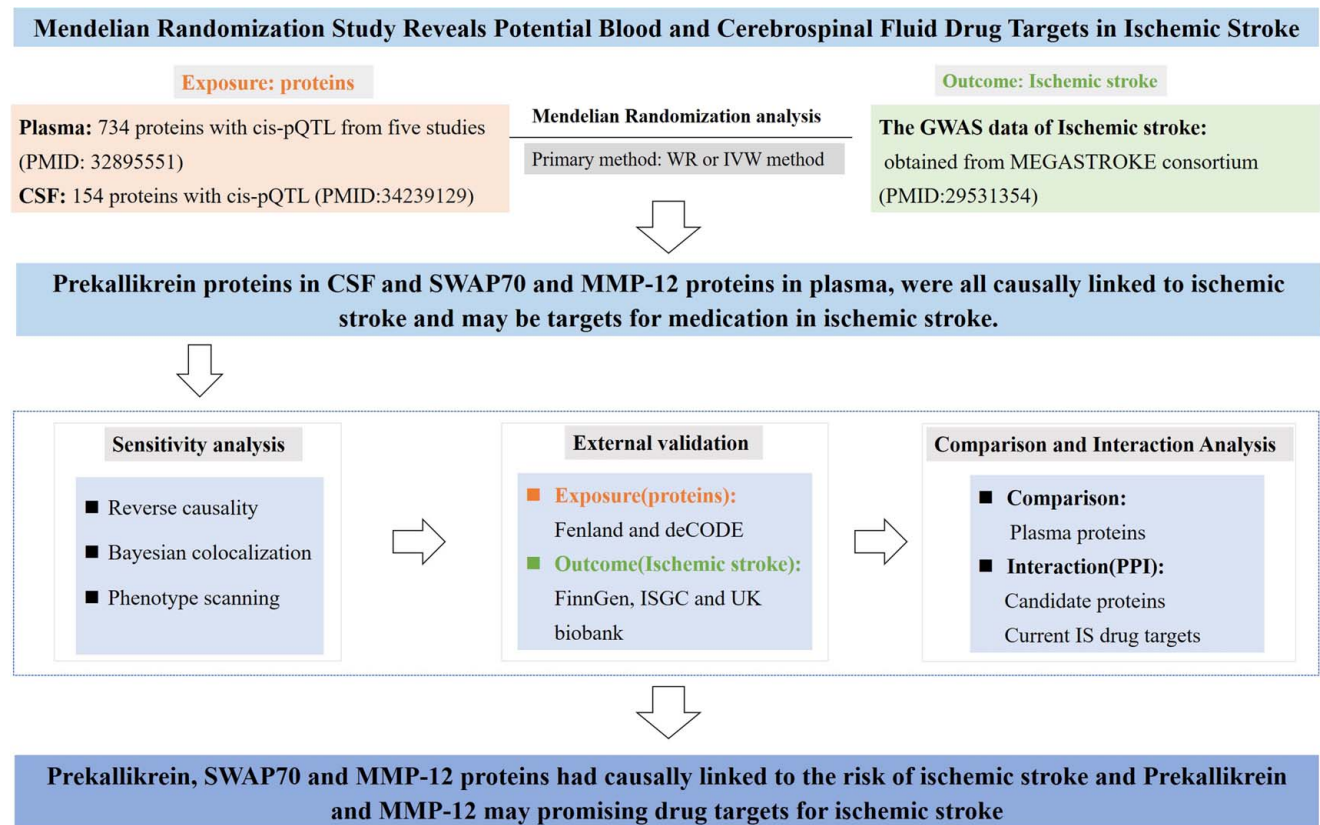 Mendelian Randomization Study Reveals Potential Blood and Cerebrospinal Fluid Drug Targets in Ischemic Stroke
Exposure: proteins
Plasma: 734 proteins with cis-pQTL from five studies
(PMID: 32895551)
CSF: 154 proteins with cis-pQTL (PMID:34239129)
Mendelian Randomization analysis
Primary method: WR or IVW method
Outcome: Ischemic stroke
The GWAS data of Ischemic stroke:
obtained from MEGASTROKE consortium
(PMID:29531354)
Prekallikrein proteins in CSF and SWAP70 and MMP-12 proteins in plasma, were all causally linked to ischemic
stroke and may be targets for medication in ischemic stroke.
Sensitivity analysis
■ Reverse causality
■ Bayesian colocalization
■ Phenotype scanning
External validation
■ Exposure(proteins):
Fenland and deCODE
■ Outcome(Ischemic stroke):
FinnGen, ISGC and UK
biobank
Comparison and Interaction Analysis
■ Comparison:
Plasma proteins
■ Interaction(PPI):
Candidate proteins
Current IS drug targets
Prekallikrein, SWAP70 and MMP-12 proteins had causally linked to the risk of ischemic stroke and Prekallikrein
and MMP-12 may promising drug targets for ischemic stroke